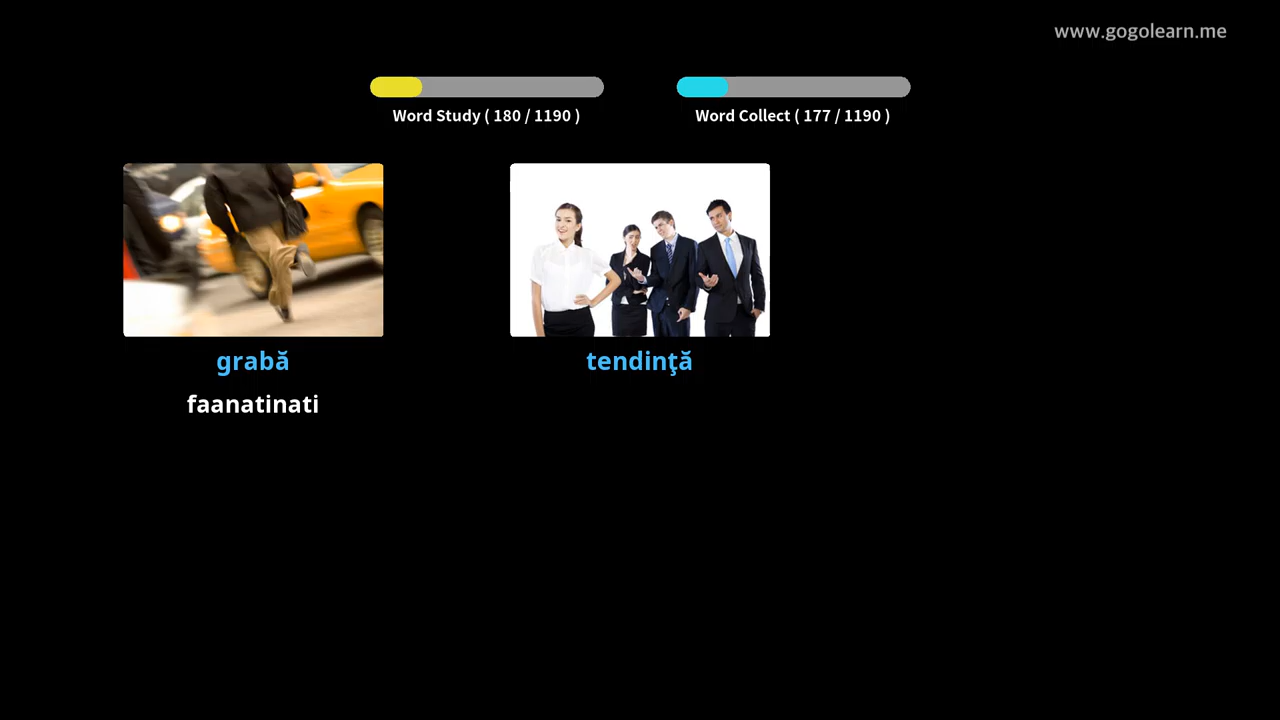 www.gogolearn.me
Word Study ( 180 / 1190 )
Word Collect ( 177 / 1190 )
grabă
tendinţă
faanatinati